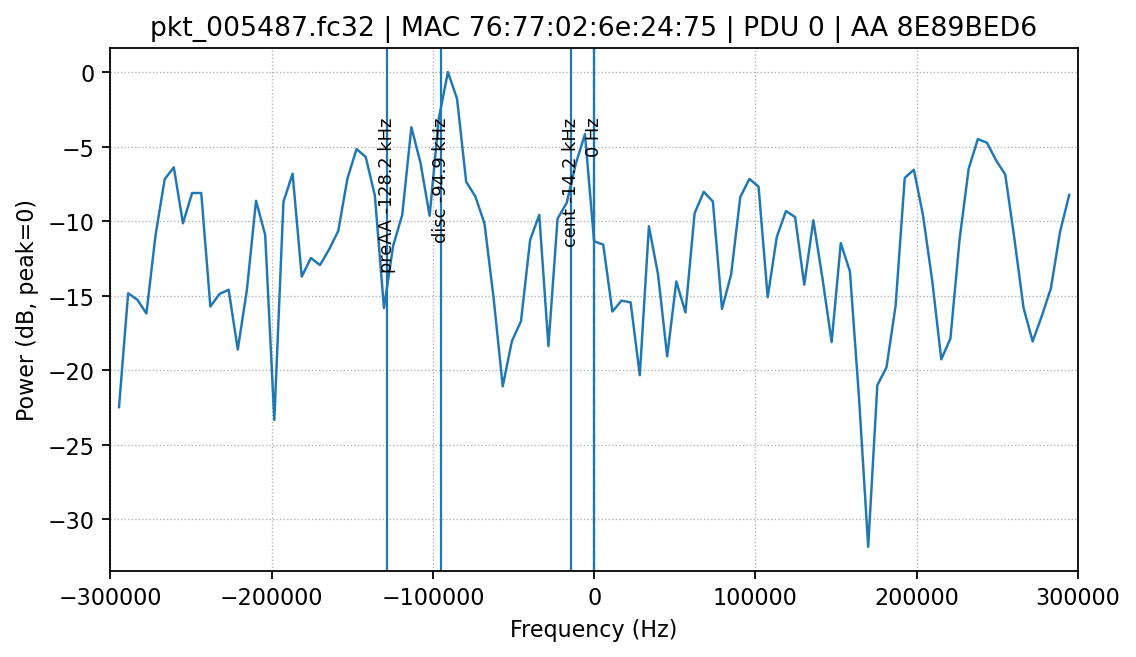 pkt_005487.fc32 | MAC 76:77:02:6e:24:75 | PDU 0 | AA 8E89BED6
Power (dB, peak=0)
0
−5
−10
−15
−20
−25
−30
preAA -128.2 kHz
disc -94.9 kHz
cent -14.2 kHz
0 Hz
−300000
−200000
−100000
0
100000
200000
300000
Frequency (Hz)